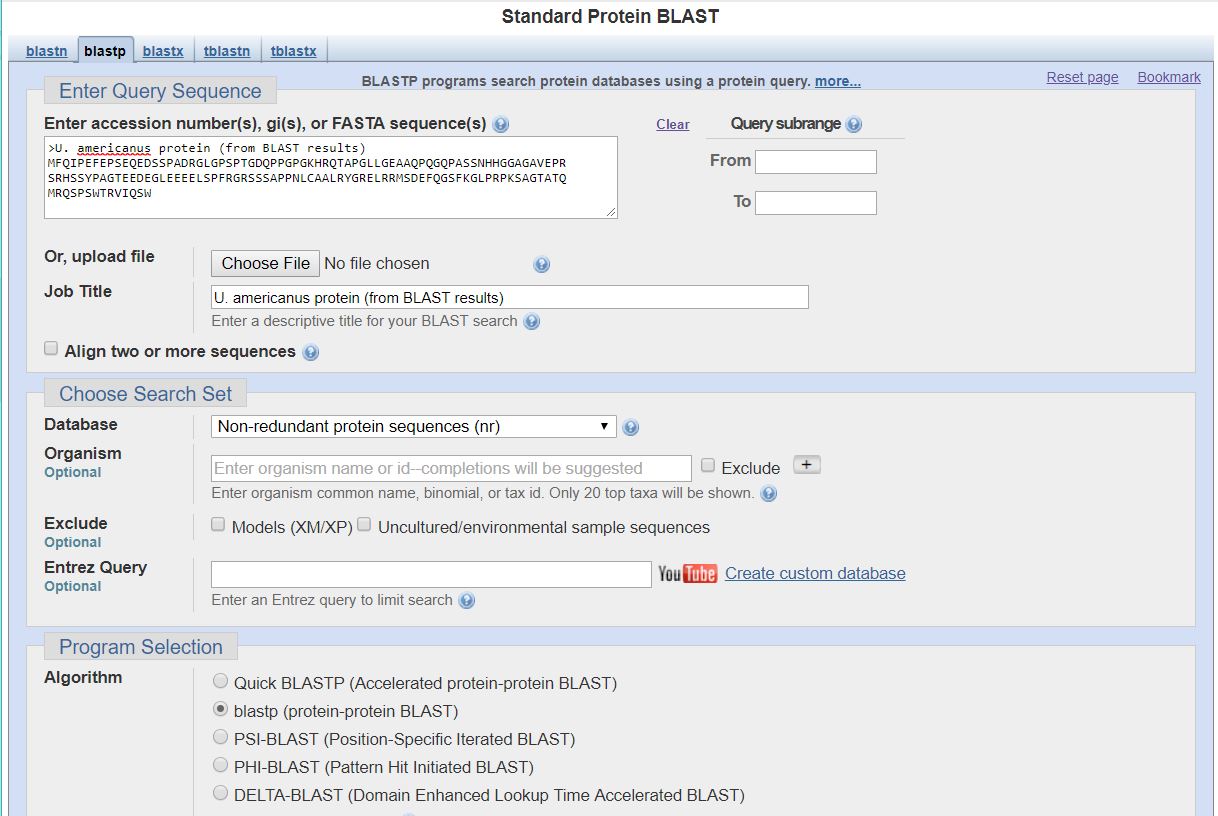 Standard Protein BLAST
blastn blastp blastx tblastn tblastx
BLASTP programs search protein databases using a protein query. more...
Reset page Bookmark
Enter Query Sequence
Enter accession number(s), gi(s), or FASTA sequence(s)
Clear
Query subrange
>U. americanus protein (from BLAST results)
MFQIPEFEPSEQEDSSPADRGLGPSPTGDQPPGPGKHRQTAPGLLGEAAQPQGQPASSNHHGGAGAVEPR
SRHSSYPAGTEEDEGLEEEELSPFRGRSSSAPPNLCAALRYGRELRRMSDEFQGSFKGLPRPKSAGTATQ
MRQSPSWTRVIQSW
From
To
Or, upload file
Choose File No file chosen
Job Title
U. americanus protein (from BLAST results)
Enter a descriptive title for your BLAST search
Align two or more sequences
Choose Search Set
Database
Non-redundant protein sequences (nr)
Organism
Optional
Enter organism name or id--completions will be suggested
Exclude
+
Enter organism common name, binomial, or tax id. Only 20 top taxa will be shown.
Exclude
Optional
Models (XM/XP) Uncultured/environmental sample sequences
Entrez Query
Optional
YouTube Create custom database
Enter an Entrez query to limit search
Program Selection
Algorithm
Quick BLASTP (Accelerated protein-protein BLAST)
blastp (protein-protein BLAST)
PSI-BLAST (Position-Specific Iterated BLAST)
PHI-BLAST (Pattern Hit Initiated BLAST)
DELTA-BLAST (Domain Enhanced Lookup Time Accelerated BLAST)